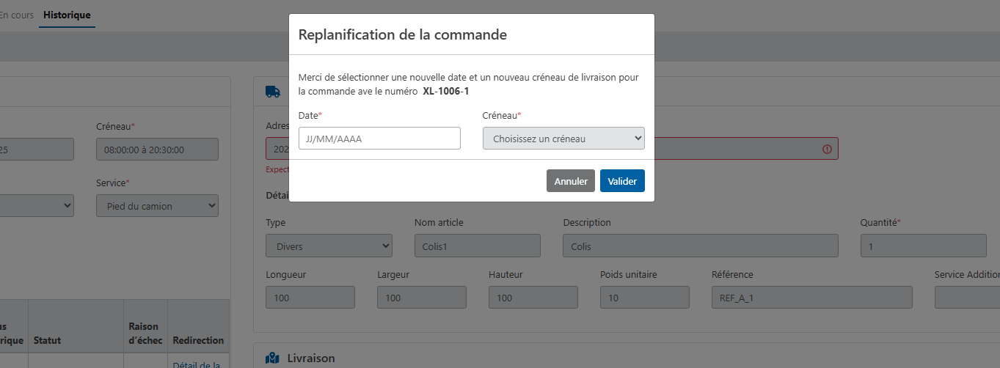 En cours Historique
Replanification de la commande
Merci de sélectionner une nouvelle date et un nouveau créneau de livraison pour
la commande ave le numéro XL-1006-1
Date* Créneau*
JJ/MM/AAAA Choisissez un créneau
Annuler Valider
Créneau*
25 08:00:00 à 20:30:00
Service*
Pied du camion
Adres
202
Expect
Détai
Type Nom article Description Quantité*
Divers Colis1 Colis 1
Longueur Largeur Hauteur Poids unitaire Référence Service Addition
100 100 100 10 REF_A_1
us
rique
Statut
Raison
d'échec
Redirection
Détail de la
Livraison